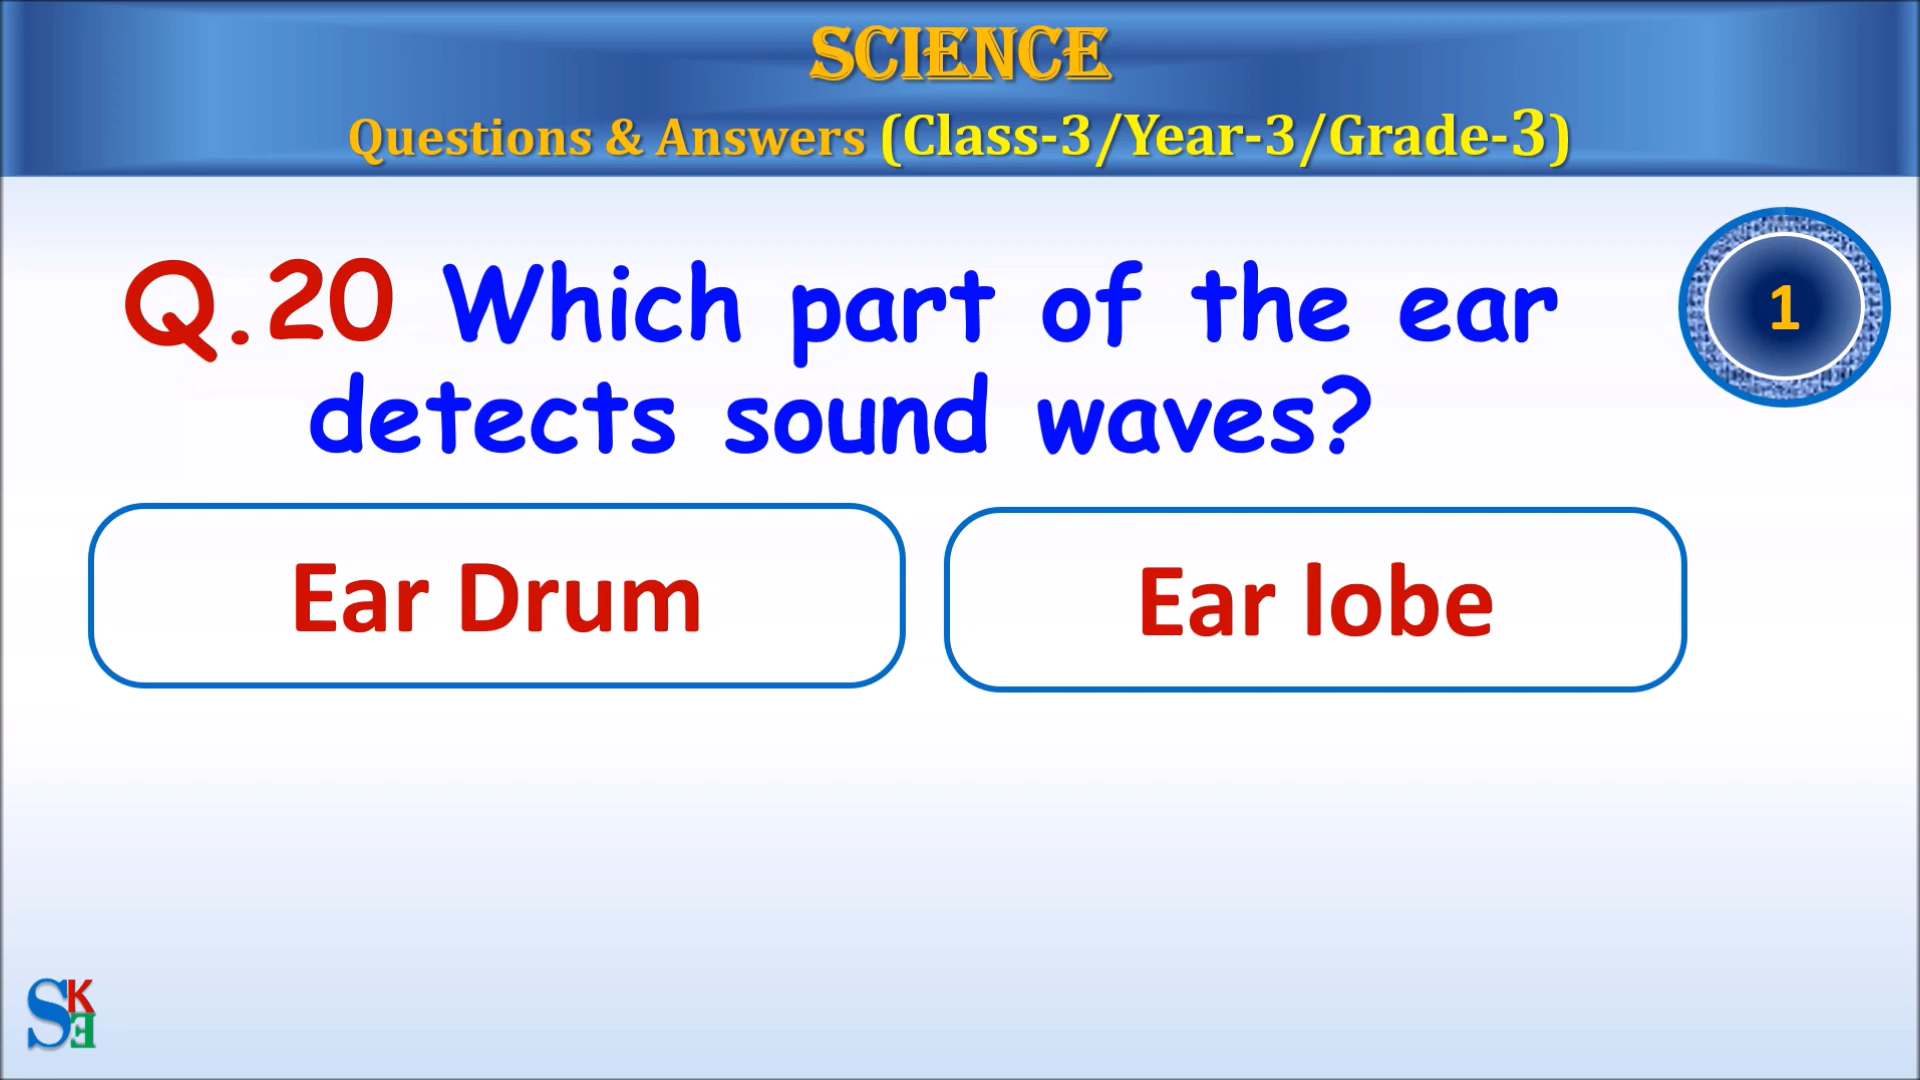 SCIENCE
Questions & Answers (Class-3/Year-3/Grade-3)
Q.20 Which part of the ear
detects sound waves?
1
Ear Drum
Ear lobe
SKE